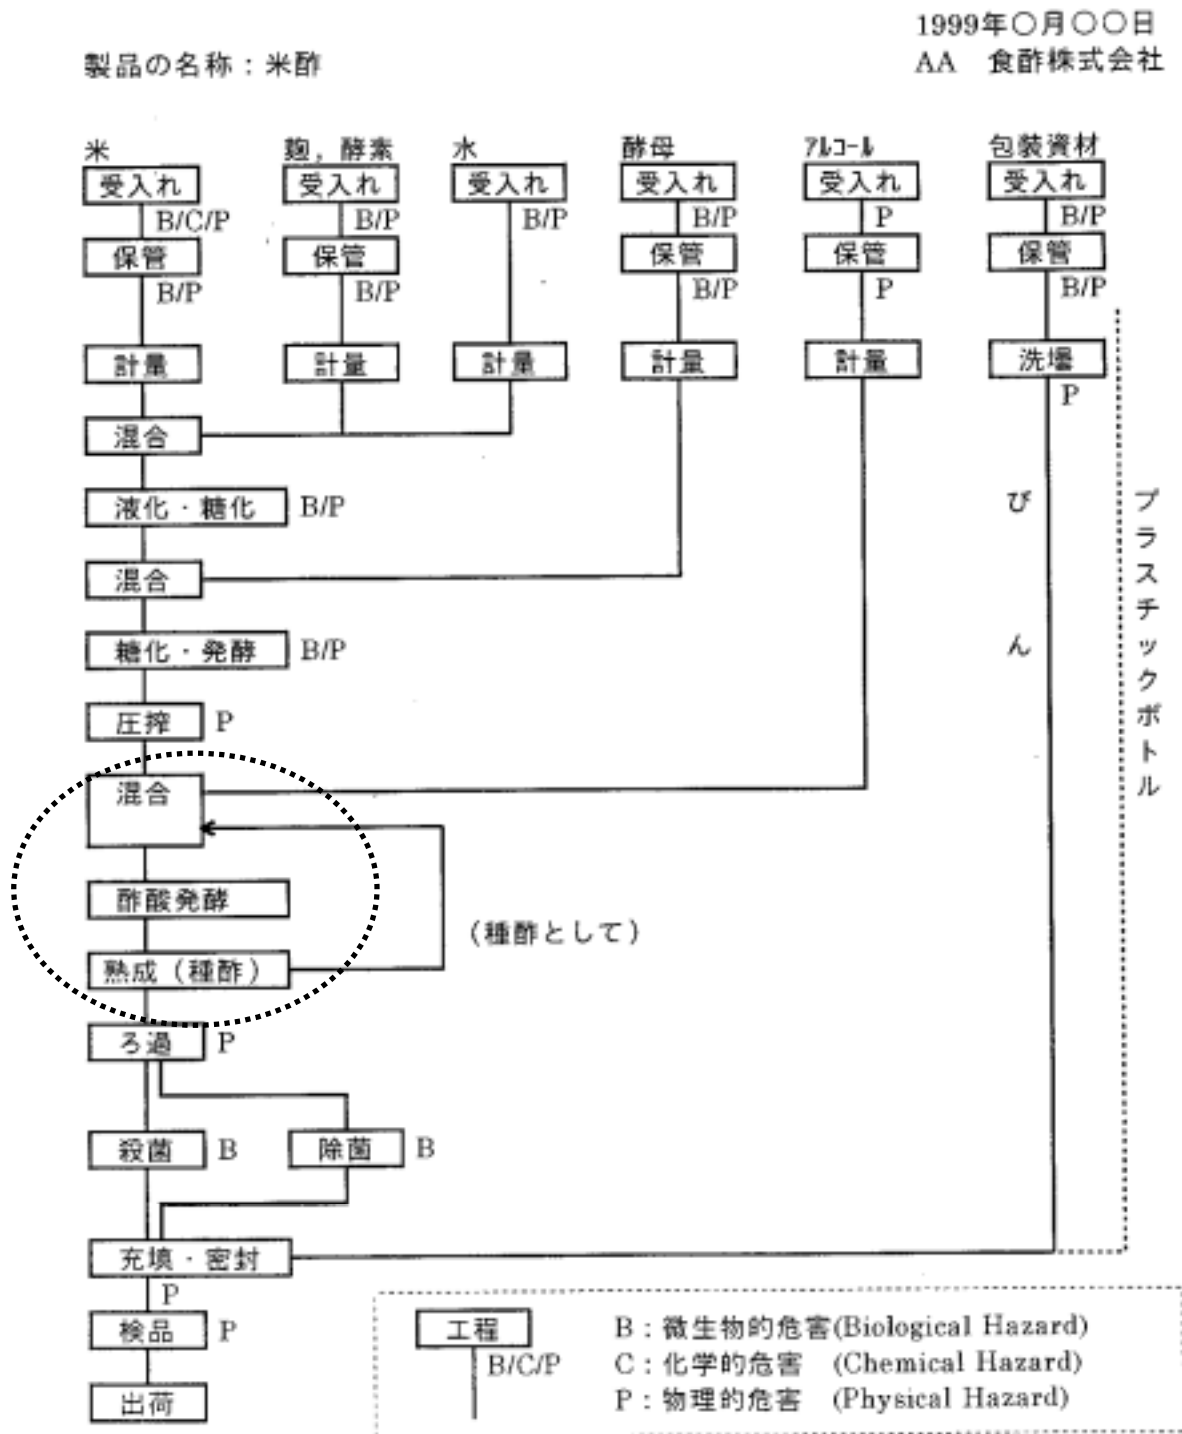 1999年〇月〇〇日
製品の名称：米酢
AA 食酢株式会社
米 麹，酵素 水 酵母 アルコール 包装資材
受入れ 受入れ 受入れ 受入れ 受入れ 受入れ
B/C/P B/P B/P B/P P B/P
保管 保管 保管 保管 保管
B/P B/P B/P P B/P
計量 計量 計量 計量 計量 洗壜
P
混合
液化・糖化 B/P
びん
プラスチックボトル
混合
糖化・発酵 B/P
圧搾 P
混合
酢酸発酵
（種酢として）
熟成（種酢）
ろ過 P
殺菌 B 除菌 B
充填・密封
P
検品 P
出荷
工程
B/C/P
B：微生物的危害(Biological Hazard)
C：化学的危害 (Chemical Hazard)
P：物理的危害 (Physical Hazard)